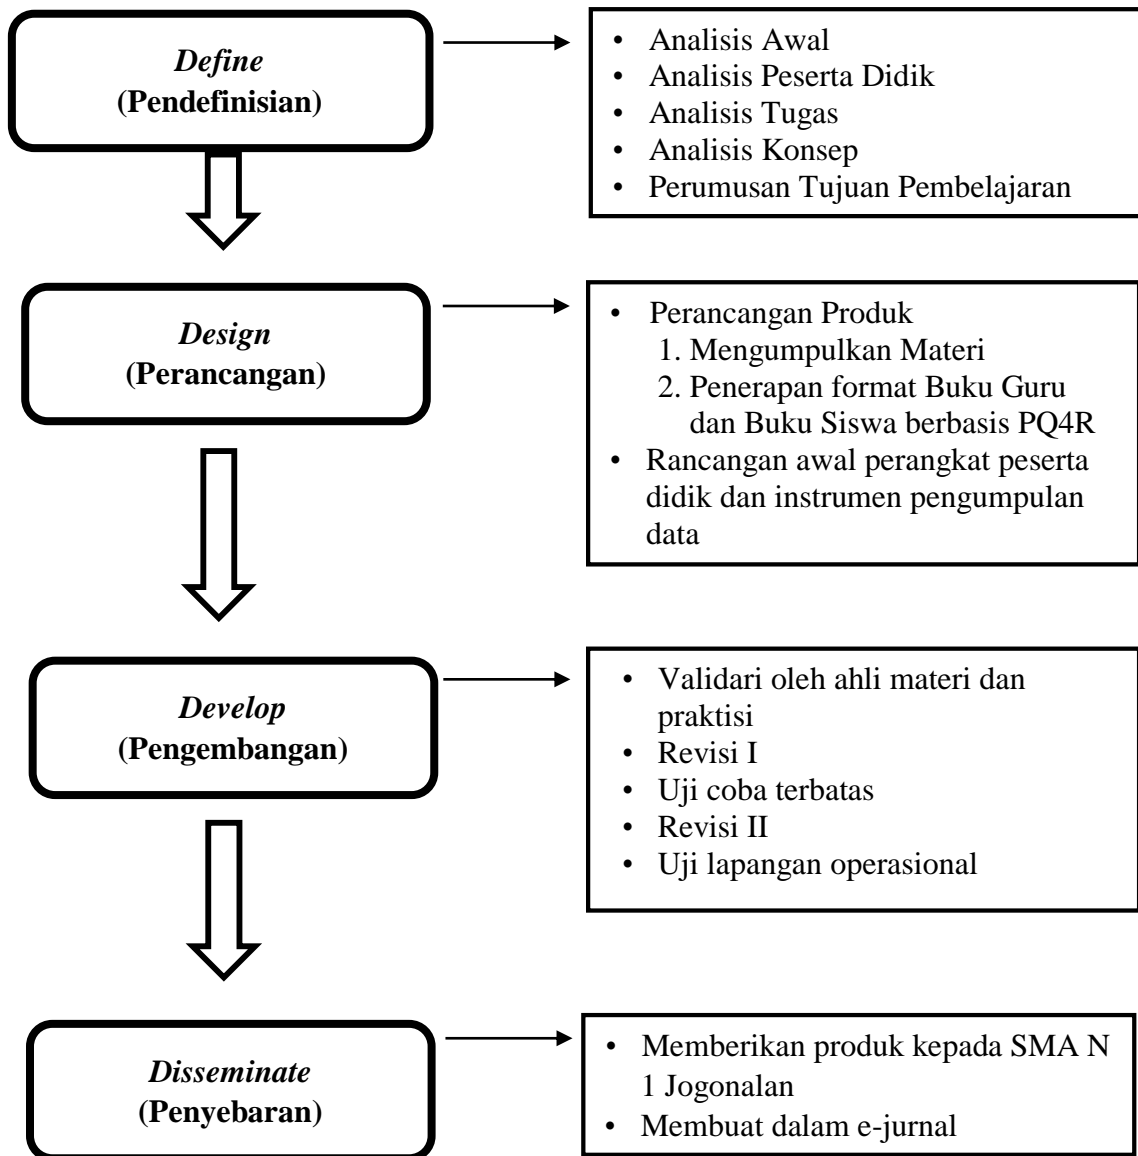 Define
(Pendefinisian)
• Analisis Awal
• Analisis Peserta Didik
• Analisis Tugas
• Analisis Konsep
• Perumusan Tujuan Pembelajaran
Design
(Perancangan)
• Perancangan Produk
1. Mengumpulkan Materi
2. Penerapan format Buku Guru
dan Buku Siswa berbasis PQ4R
• Rancangan awal perangkat peserta
didik dan instrumen pengumpulan
data
Develop
(Pengembangan)
• Validari oleh ahli materi dan
praktisi
• Revisi I
• Uji coba terbatas
• Revisi II
• Uji lapangan operasional
Disseminate
(Penyebaran)
• Memberikan produk kepada SMA N
1 Jogonalan
• Membuat dalam e-jurnal